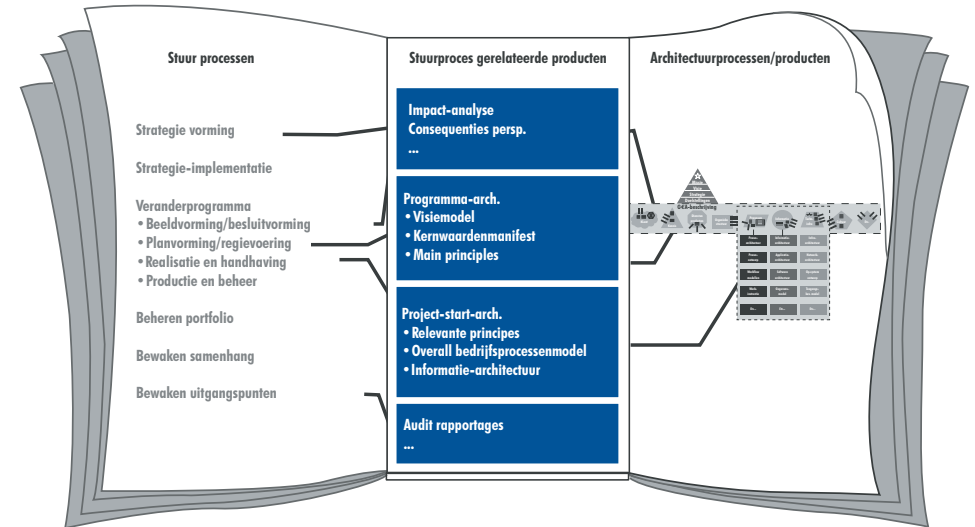 Stuur processen
Strategie vorming
Strategie-implementatie
Veranderprogramma
• Beeldvorming/besluitvorming
• Planvorming/regievoering
• Realisatie en handhaving
• Productie en beheer
Beheren portfolio
Bewaken samenhang
Bewaken uitgangspunten
Stuurproces gerelateerde producten
Impact-analyse
Consequenties persp.
...
Programma-arch.
• Visiemodel
• Kernwaardenmanifest
• Main principles
Project-start-arch.
• Relevante principes
• Overall bedrijfsprocessenmodel
• Informatie-architectuur
Audit rapportages
...
Architectuurprocessen/producten
Strategie
Doelstellingen